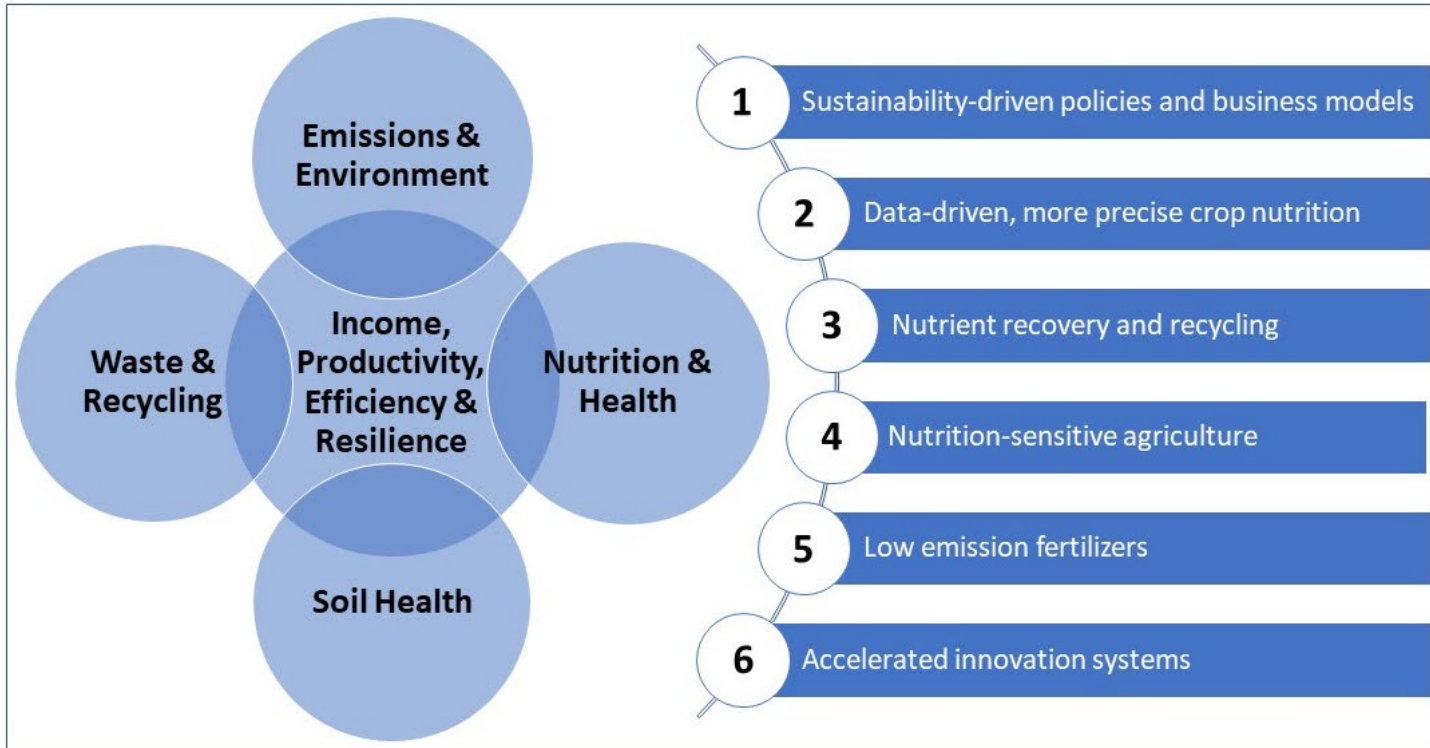 Emissions &
Environment
Waste &
Recycling
Income,
Productivity,
Efficiency &
Resilience
Nutrition &
Health
Soil Health
1
Sustainability-driven policies and business models
2
Data-driven, more precise crop nutrition
3
Nutrient recovery and recycling
4
Nutrition-sensitive agriculture
5
Low emission fertilizers
6
Accelerated innovation systems